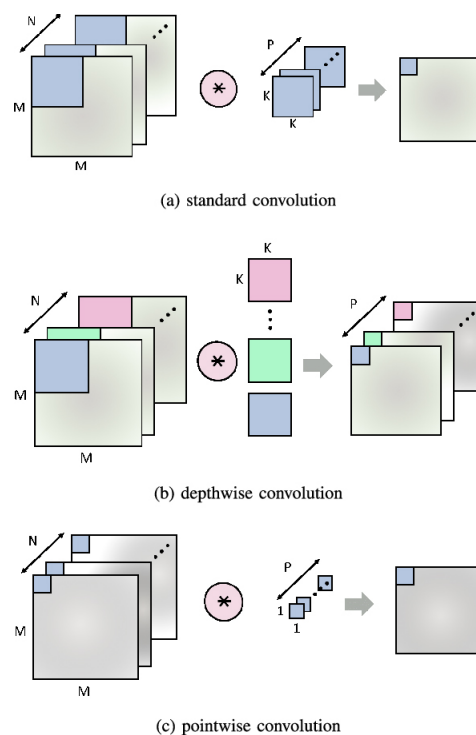 N
M
M
*
P
K
K
(a) standard convolution
N
M
M
*
K
K
P
(b) depthwise convolution
N
M
M
*
P
1
1
(c) pointwise convolution